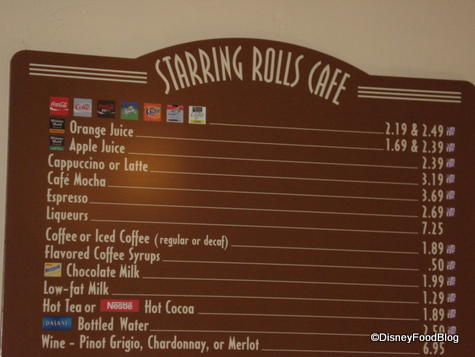 STARRING ROLLS CAFE
2.19 & 2.49
Orange Juice 1.69 & 2.39
Apple Juice 2.39
Cappuccino or Latte 3.19
Café Mocha 3.69
Espresso 2.69
Liqueurs 7.25
Coffee or Iced Coffee (regular or decaf) 1.89
Flavored Coffee Syrups .50
Chocolate Milk 1.99
Low-fat Milk 1.29
Hot Tea or Nestlé Hot Cocoa 1.89
DASANI Bottled Water 2.50
Wine - Pinot Grigio, Chardonnay, or Merlot 6.95
©DisneyFoodBlog